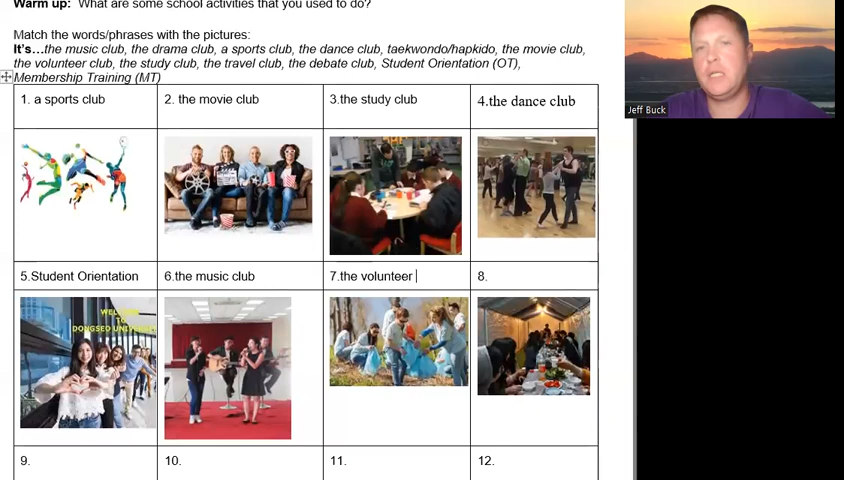 Warm up: What are some school activities that you used to do?
Match the words/phrases with the pictures:
It's…the music club, the drama club, a sports club, the dance club, taekwondo/hapkido, the movie club,
the volunteer club, the study club, the travel club, the debate club, Student Orientation (OT),
Membership Training (MT)
1. a sports club
2. the movie club
3.the study club
4.the dance club
5.Student Orientation
6.the music club
7.the volunteer
8.
WEL
TO
DONGSEO UNIVERSI
9.
10.
11.
12.
Jeff Buck